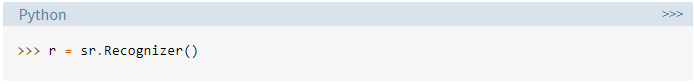 Python >>>
>>> r = sr.Recognizer()